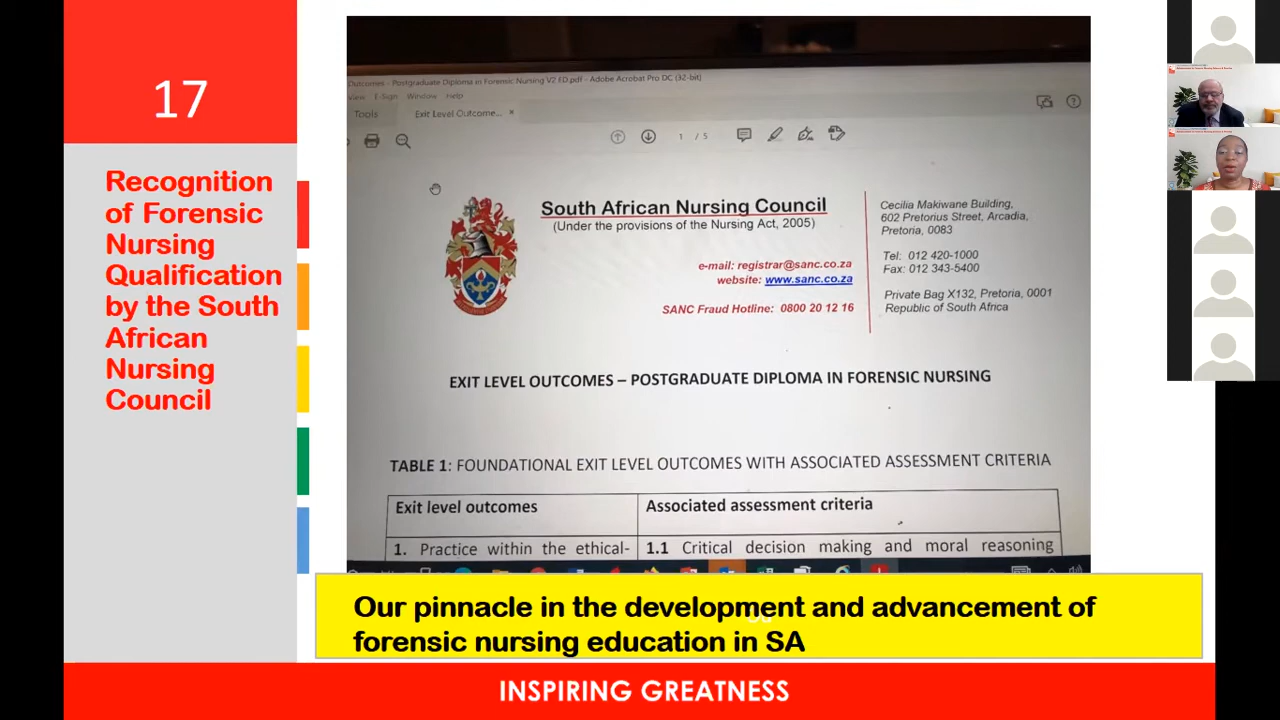 17
Recognition
of Forensic
Nursing
Qualification
by the South
African
Nursing
Council
Outcomes - Postgraduate Diploma in Forensic Nursing V2 FD.pdf - Adobe Acrobat Pro DC (32-bit)
View E-Sign Window Help
Tools Exit Level Outcome... ×
1 / 5
South African Nursing Council
(Under the provisions of the Nursing Act, 2005)
e-mail: registrar@sanc.co.za
website: www.sanc.co.za
SANC Fraud Hotline: 0800 20 12 16
Cecilia Makiwane Building,
602 Pretorius Street, Arcadia,
Pretoria, 0083
Tel: 012 420-1000
Fax: 012 343-5400
Private Bag X132, Pretoria, 0001
Republic of South Africa
EXIT LEVEL OUTCOMES – POSTGRADUATE DIPLOMA IN FORENSIC NURSING
TABLE 1: FOUNDATIONAL EXIT LEVEL OUTCOMES WITH ASSOCIATED ASSESSMENT CRITERIA
Exit level outcomes
Associated assessment criteria
1. Practice within the ethical-
1.1 Critical decision making and moral reasoning
Our pinnacle in the development and advancement of
forensic nursing education in SA
INSPIRING GREATNESS